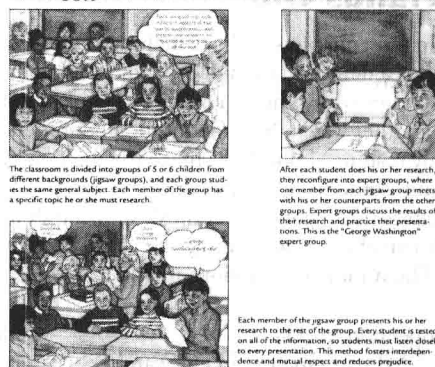 The classroom is divided into groups of 5 or 6 children from
different backgrounds (jigsaw groups), and each group stud-
ies the same general subject. Each member of the group has
a specific topic he or she must research.
After each student does his or her research,
they reconfigure into expert groups, where
one member from each jigsaw group meets
with his or her counterparts from the other
groups. Expert groups discuss the results of
their research and practice their presenta-
tions. This is the "George Washington"
expert group.
Each member of the jigsaw group presents his or her
research to the rest of the group. Every student is tested
on all of the information, so students must listen closely
to every presentation. This method fosters interdepen-
dence and mutual respect and reduces prejudice.